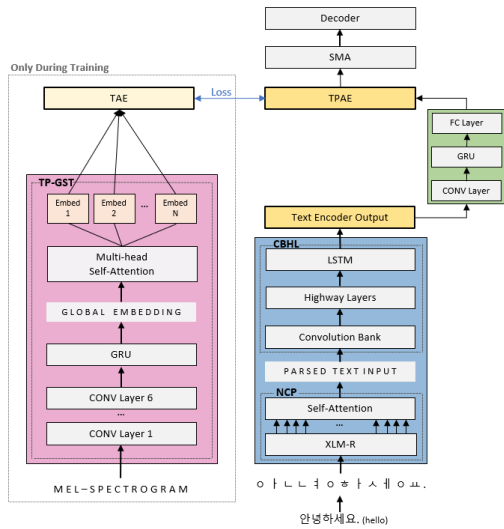 Decoder
SMA
Only During Training
TAE
Loss
TPAE
FC Layer
GRU
CONV Layer
TP-GST
Embed 1
Embed 2
...
Embed N
Multi-head
Self-Attention
GLOBAL EMBEDDING
GRU
CONV Layer 6
...
CONV Layer 1
MEL-SPECTROGRAM
Text Encoder Output
CBHL
LSTM
Highway Layers
Convolution Bank
PARSED TEXT INPUT
NCP
Self-Attention
...
XLM-R
ㅇㅏㄴㄴㅕㅇㅎㅏㅅㅔㅇㅛ.
안녕하세요. (hello)